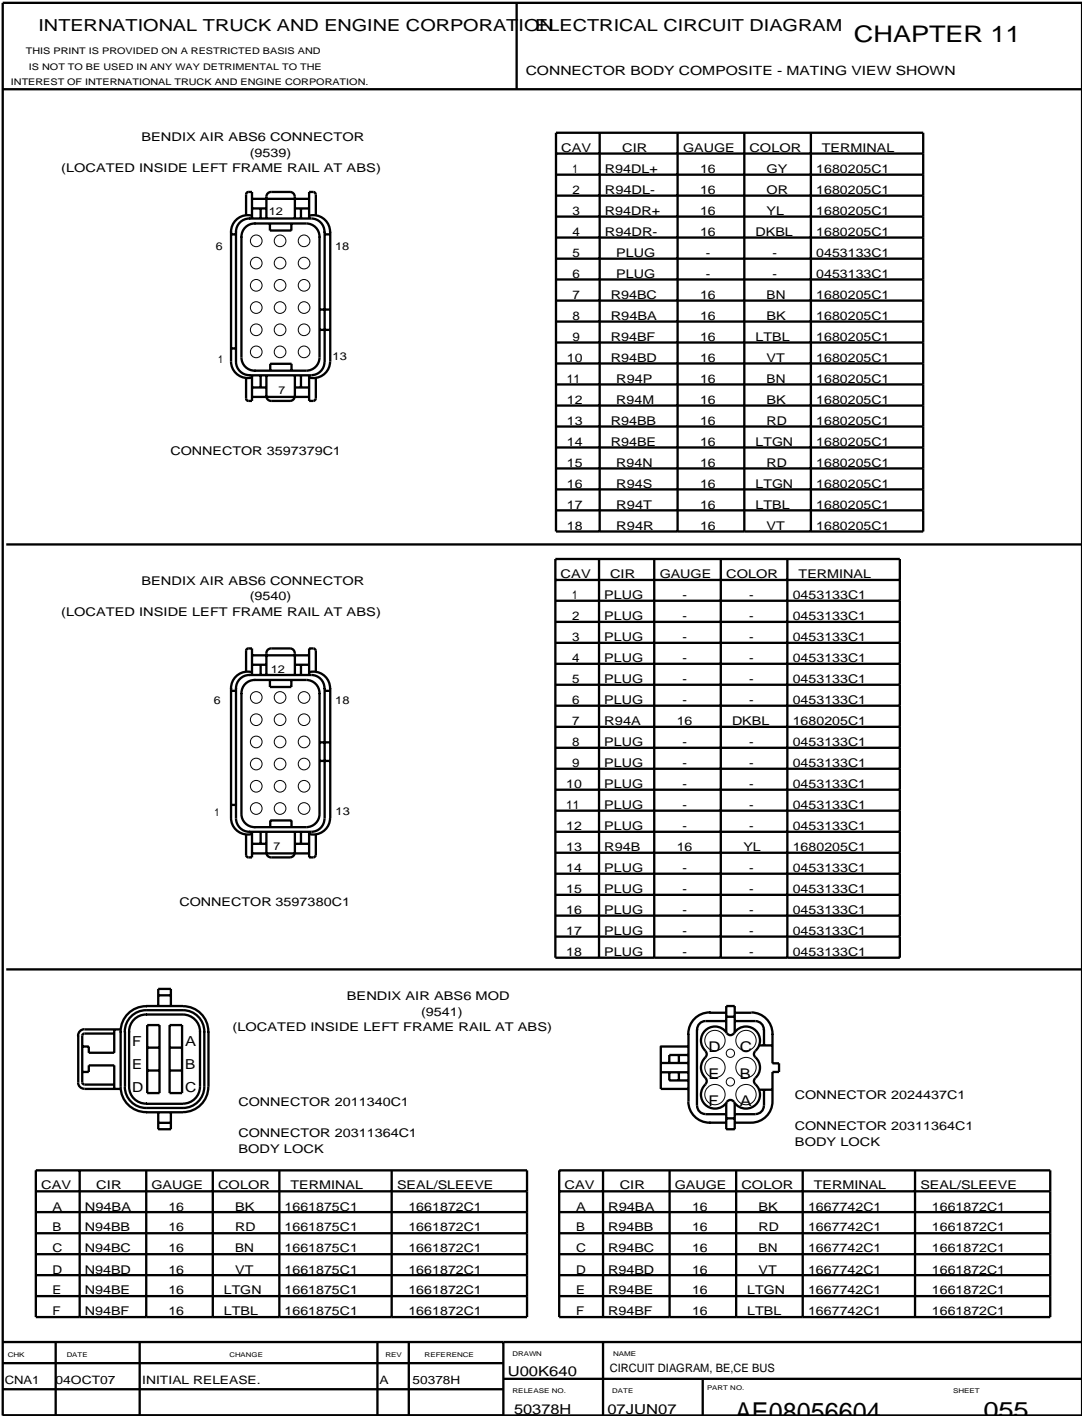 INTERNATIONAL TRUCK AND ENGINE CORPORATION
ELECTRICAL CIRCUIT DIAGRAM
CHAPTER 11
THIS PRINT IS PROVIDED ON A RESTRICTED BASIS AND
IS NOT TO BE USED IN ANY WAY DETRIMENTAL TO THE
INTEREST OF INTERNATIONAL TRUCK AND ENGINE CORPORATION.
CONNECTOR BODY COMPOSITE - MATING VIEW SHOWN
BENDIX AIR ABS6 CONNECTOR
(9539)
(LOCATED INSIDE LEFT FRAME RAIL AT ABS)
12
6 18
1 13
7
CONNECTOR 3597379C1
CAV CIR GAUGE COLOR TERMINAL
1 R94DL+ 16 GY 1680205C1
2 R94DL- 16 OR 1680205C1
3 R94DR+ 16 YL 1680205C1
4 R94DR- 16 DKBL 1680205C1
5 PLUG - - 0453133C1
6 PLUG - - 0453133C1
7 R94BC 16 BN 1680205C1
8 R94BA 16 BK 1680205C1
9 R94BF 16 LTBL 1680205C1
10 R94BD 16 VT 1680205C1
11 R94P 16 BN 1680205C1
12 R94M 16 BK 1680205C1
13 R94BB 16 RD 1680205C1
14 R94BE 16 LTGN 1680205C1
15 R94N 16 RD 1680205C1
16 R94S 16 LTGN 1680205C1
17 R94T 16 LTBL 1680205C1
18 R94R 16 VT 1680205C1
BENDIX AIR ABS6 CONNECTOR
(9540)
(LOCATED INSIDE LEFT FRAME RAIL AT ABS)
12
6 18
1 13
7
CONNECTOR 3597380C1
CAV CIR GAUGE COLOR TERMINAL
1 PLUG - - 0453133C1
2 PLUG - - 0453133C1
3 PLUG - - 0453133C1
4 PLUG - - 0453133C1
5 PLUG - - 0453133C1
6 PLUG - - 0453133C1
7 R94A 16 DKBL 1680205C1
8 PLUG - - 0453133C1
9 PLUG - - 0453133C1
10 PLUG - - 0453133C1
11 PLUG - - 0453133C1
12 PLUG - - 0453133C1
13 R94B 16 YL 1680205C1
14 PLUG - - 0453133C1
15 PLUG - - 0453133C1
16 PLUG - - 0453133C1
17 PLUG - - 0453133C1
18 PLUG - - 0453133C1
BENDIX AIR ABS6 MOD
(9541)
(LOCATED INSIDE LEFT FRAME RAIL AT ABS)
F A
E B
D C
CONNECTOR 2011340C1
CONNECTOR 20311364C1
BODY LOCK
D C
E B
F A
CONNECTOR 2024437C1
CONNECTOR 20311364C1
BODY LOCK
CAV CIR GAUGE COLOR TERMINAL SEAL/SLEEVE
A N94BA 16 BK 1661875C1 1661872C1
B N94BB 16 RD 1661875C1 1661872C1
C N94BC 16 BN 1661875C1 1661872C1
D N94BD 16 VT 1661875C1 1661872C1
E N94BE 16 LTGN 1661875C1 1661872C1
F N94BF 16 LTBL 1661875C1 1661872C1
CAV CIR GAUGE COLOR TERMINAL SEAL/SLEEVE
A R94BA 16 BK 1667742C1 1661872C1
B R94BB 16 RD 1667742C1 1661872C1
C R94BC 16 BN 1667742C1 1661872C1
D R94BD 16 VT 1667742C1 1661872C1
E R94BE 16 LTGN 1667742C1 1661872C1
F R94BF 16 LTBL 1667742C1 1661872C1
CHK DATE CHANGE REV REFERENCE
CNA1 04OCT07 INITIAL RELEASE. A 50378H
DRAWN
U00K640
NAME
CIRCUIT DIAGRAM, BE,CE BUS
RELEASE NO.
50378H
DATE
07JUN07
PART NO.
AE08056604
SHEET
055